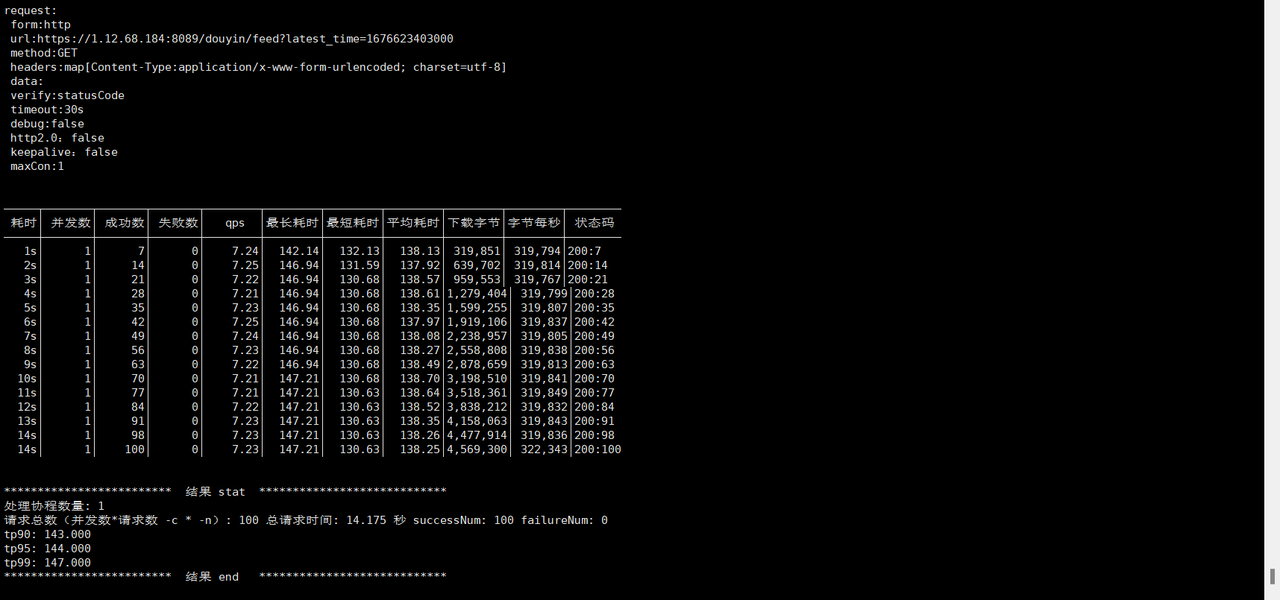 request:
form:http
url:https://1.12.68.184:8089/douyin/feed?latest_time=1676623403000
method:GET
headers:map[Content-Type:application/x-www-form-urlencoded; charset=utf-8]
data:
verify:statusCode
timeout:30s
debug:false
http2.0：false
keepalive：false
maxCon:1
耗时│ 并发数│ 成功数│ 失败数│ qps │最长耗时│最短耗时│平均耗时│下载字节│字节每秒│ 状态码
1s│ 1│ 7│ 0│ 7.24│ 142.14│ 132.13│ 138.13│ 319,851│ 319,794│200:7
2s│ 1│ 14│ 0│ 7.25│ 146.94│ 131.59│ 137.92│ 639,702│ 319,814│200:14
3s│ 1│ 21│ 0│ 7.22│ 146.94│ 130.68│ 138.57│ 959,553│ 319,767│200:21
4s│ 1│ 28│ 0│ 7.21│ 146.94│ 130.68│ 138.61│1,279,404│ 319,799│200:28
5s│ 1│ 35│ 0│ 7.23│ 146.94│ 130.68│ 138.35│1,599,255│ 319,807│200:35
6s│ 1│ 42│ 0│ 7.25│ 146.94│ 130.68│ 137.97│1,919,106│ 319,837│200:42
7s│ 1│ 49│ 0│ 7.24│ 146.94│ 130.68│ 138.08│2,238,957│ 319,805│200:49
8s│ 1│ 56│ 0│ 7.23│ 146.94│ 130.68│ 138.27│2,558,808│ 319,838│200:56
9s│ 1│ 63│ 0│ 7.22│ 146.94│ 130.68│ 138.49│2,878,659│ 319,813│200:63
10s│ 1│ 70│ 0│ 7.21│ 147.21│ 130.63│ 138.70│3,198,510│ 319,841│200:70
11s│ 1│ 77│ 0│ 7.21│ 147.21│ 130.63│ 138.64│3,518,361│ 319,849│200:77
12s│ 1│ 84│ 0│ 7.22│ 147.21│ 130.63│ 138.52│3,838,212│ 319,832│200:84
13s│ 1│ 91│ 0│ 7.23│ 147.21│ 130.63│ 138.35│4,158,063│ 319,843│200:91
14s│ 1│ 98│ 0│ 7.23│ 147.21│ 130.63│ 138.26│4,477,914│ 319,836│200:98
14s│ 1│ 100│ 0│ 7.23│ 147.21│ 130.63│ 138.25│4,569,300│ 322,343│200:100
************************* 结果 stat ****************************
处理协程数量: 1
请求总数（并发数*请求数 -c * -n）: 100 总请求时间: 14.175 秒 successNum: 100 failureNum: 0
tp90: 143.000
tp95: 144.000
tp99: 147.000
************************* 结果 end ****************************